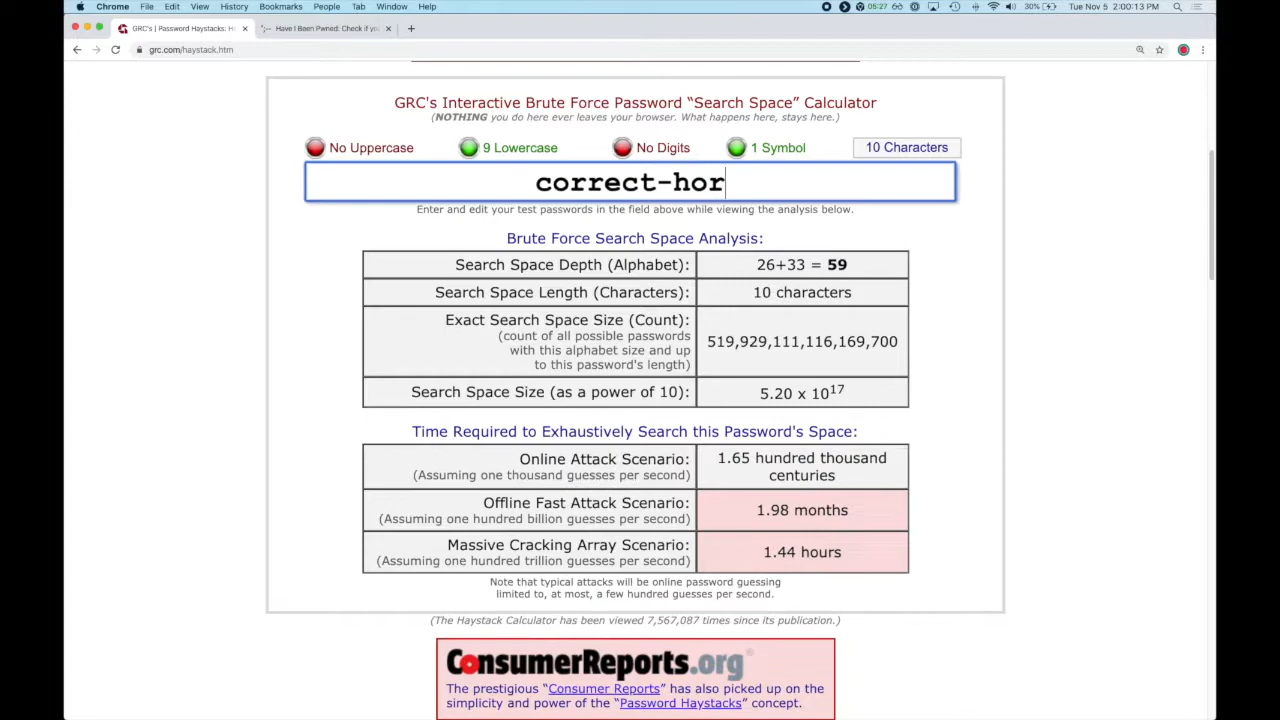 Chrome File Edit View History Bookmarks People Tab Window Help 05:27 30% Tue Nov 5 2:00:13 PM
GRC's | Password Haystacks: H Have I Been Pwned: Check if yo
grc.com/haystack.htm
GRC's Interactive Brute Force Password “Search Space” Calculator
(NOTHING you do here ever leaves your browser. What happens here, stays here.)
No Uppercase 9 Lowercase No Digits 1 Symbol 10 Characters
correct-hor
Enter and edit your test passwords in the field above while viewing the analysis below.
Brute Force Search Space Analysis:
Search Space Depth (Alphabet): 26+33 = 59
Search Space Length (Characters): 10 characters
Exact Search Space Size (Count):
(count of all possible passwords
with this alphabet size and up
to this password's length)
519,929,111,116,169,700
Search Space Size (as a power of 10): 5.20 x 10^17
Time Required to Exhaustively Search this Password's Space:
Online Attack Scenario:
(Assuming one thousand guesses per second)
1.65 hundred thousand
centuries
Offline Fast Attack Scenario:
(Assuming one hundred billion guesses per second)
1.98 months
Massive Cracking Array Scenario:
(Assuming one hundred trillion guesses per second)
1.44 hours
Note that typical attacks will be online password guessing
limited to, at most, a few hundred guesses per second.
(The Haystack Calculator has been viewed 7,567,087 times since its publication.)
ConsumerReports.org®
The prestigious “Consumer Reports” has also picked up on the
simplicity and power of the “Password Haystacks” concept.